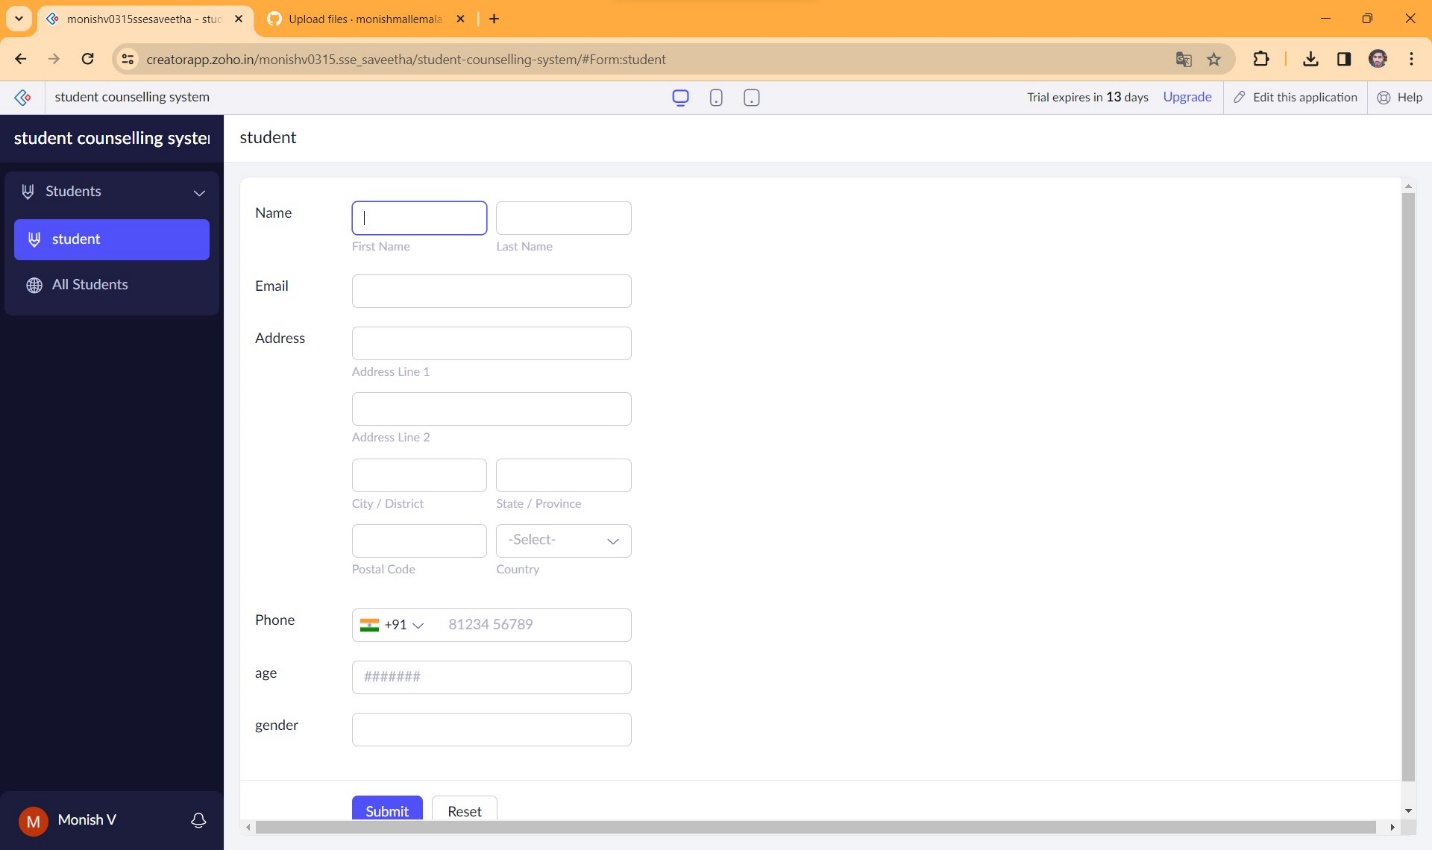 monishv0315ssesaveetha - stuc
Upload files · monishmallemala
creatorapp.zoho.in/monishv0315.sse_saveetha/student-counselling-system/#Form:student
student counselling system
Trial expires in 13 days
Upgrade
Edit this application
Help
student counselling syster
student
Students
student
All Students
Name
First Name
Last Name
Email
Address
Address Line 1
Address Line 2
City / District
State / Province
-Select-
Postal Code
Country
Phone
+91
81234 56789
age
#######
gender
Submit
Reset
M
Monish V